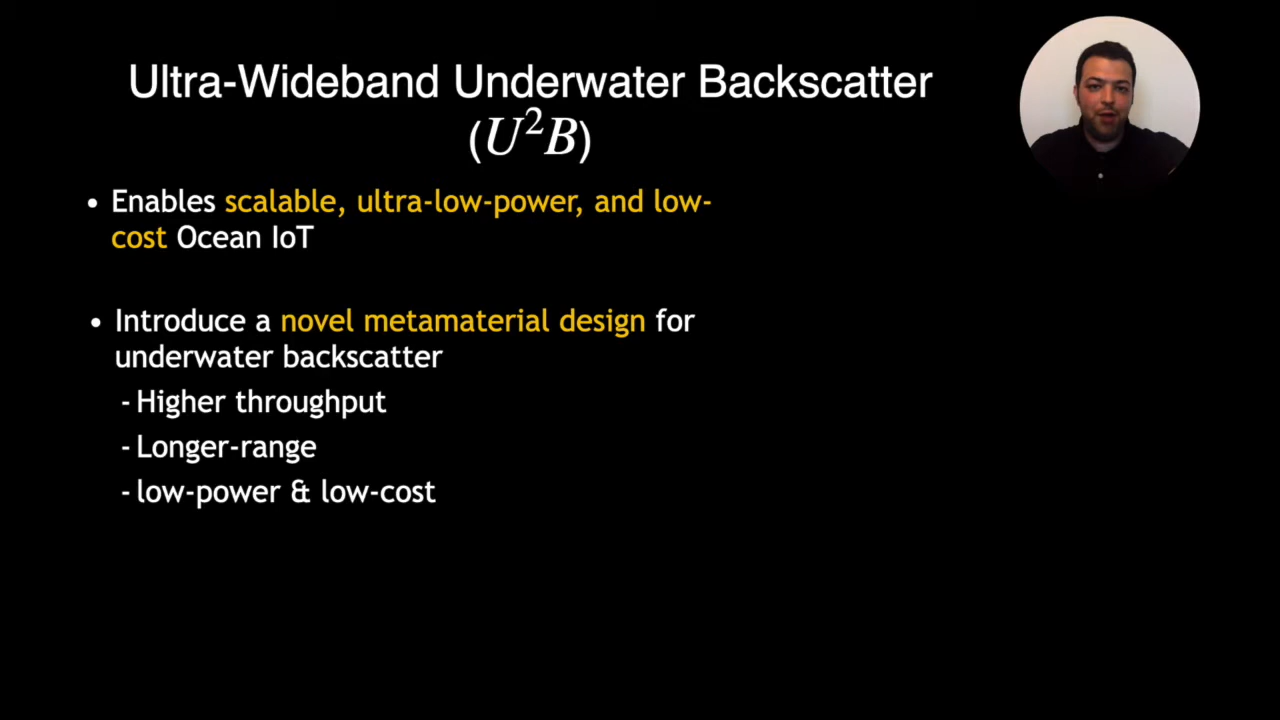 Ultra-Wideband Underwater Backscatter
(U²B)
• Enables scalable, ultra-low-power, and low-
cost Ocean IoT
• Introduce a novel metamaterial design for
underwater backscatter
- Higher throughput
- Longer-range
- low-power & low-cost